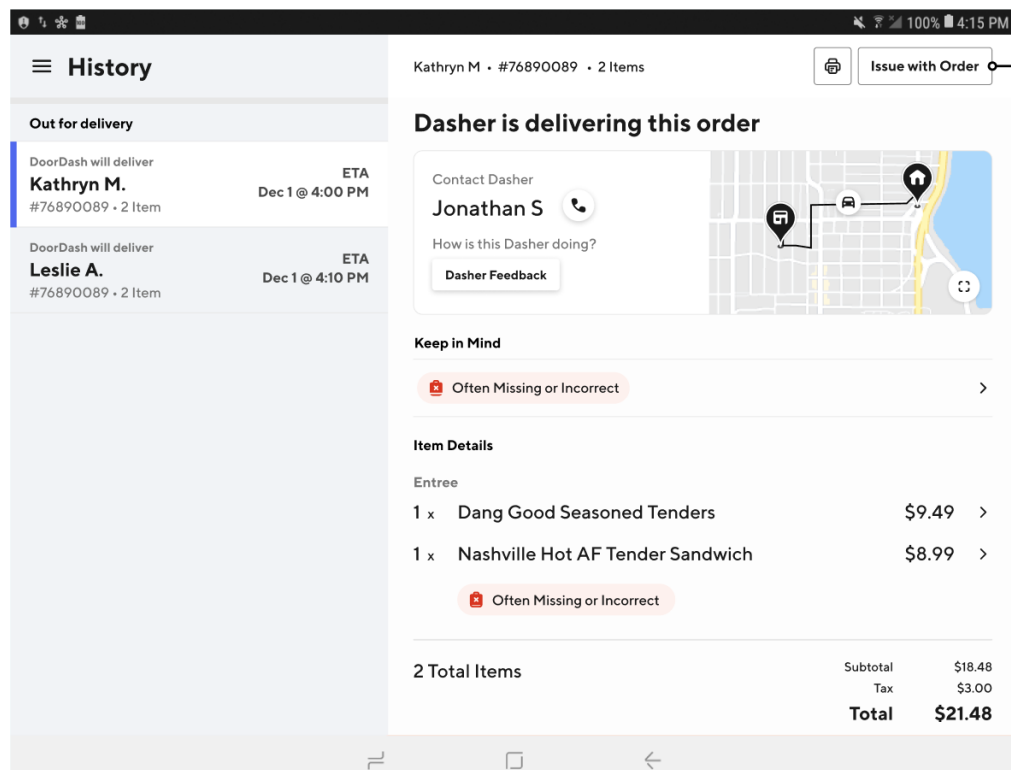 100% 4:15 PM
History
Out for delivery
DoorDash will deliver
Kathryn M.
#76890089 • 2 Item
ETA
Dec 1 @ 4:00 PM
DoorDash will deliver
Leslie A.
#76890089 • 2 Item
ETA
Dec 1 @ 4:10 PM
Kathryn M • #76890089 • 2 Items
Issue with Order
Dasher is delivering this order
Contact Dasher
Jonathan S
How is this Dasher doing?
Dasher Feedback
Keep in Mind
Often Missing or Incorrect
Item Details
Entree
1 x Dang Good Seasoned Tenders $9.49
1 x Nashville Hot AF Tender Sandwich $8.99
Often Missing or Incorrect
2 Total Items
Subtotal $18.48
Tax $3.00
Total $21.48